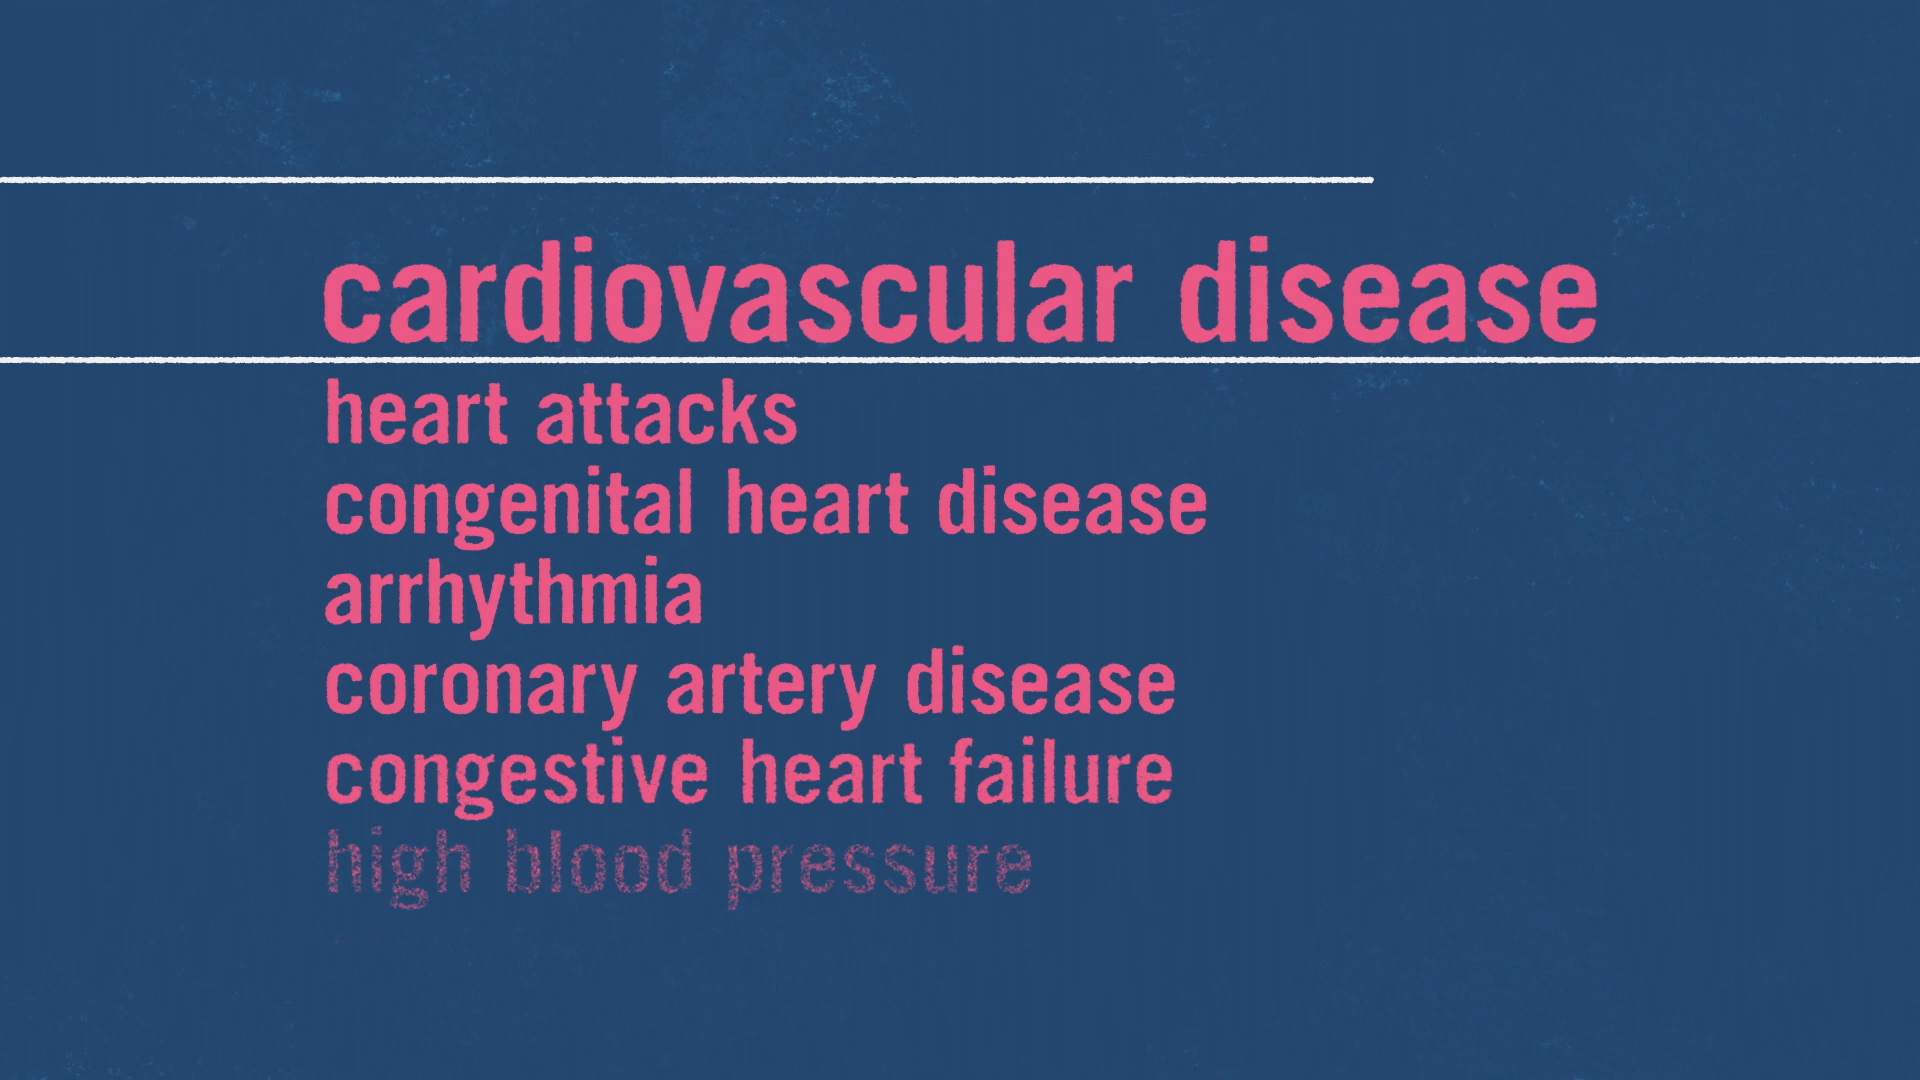 cardiovascular disease
heart attacks
congenital heart disease
arrhythmia
coronary artery disease
congestive heart failure
high blood pressure